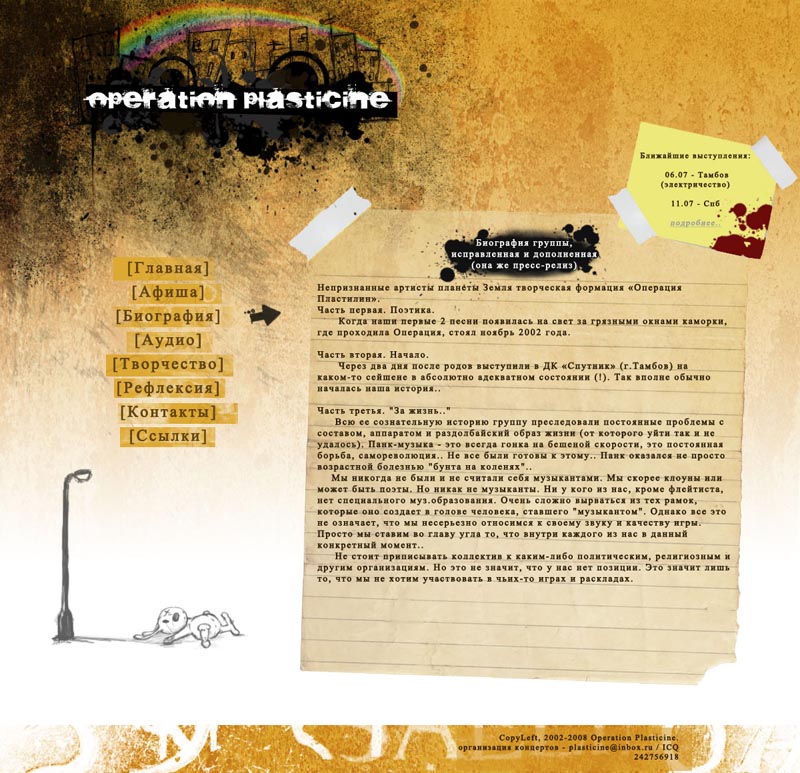 operation plasticine
Ближайшие выступления:
06.07 - Тамбов
(электричество)
11.07 - Спб
подробнее..
[Главная]
[Афиша]
[Биография]
[Аудио]
[Творчество]
[Рефлексия]
[Контакты]
[Ссылки]
Биография группы,
исправленная и дополненная
(она же пресс-релиз)
Непризнанные артисты планеты Земля творческая формация «Операция
Пластилин».
Часть первая. Поэтика.
Когда наши первые 2 песни появилась на свет за грязными окнами каморки,
где проходила Операция, стоял ноябрь 2002 года.
Часть вторая. Начало.
Через два дня после родов выступили в ДК «Спутник» (г.Тамбов) на
каком-то сейшене в абсолютно адекватном состоянии (!). Так вполне обычно
началась наша история..
Часть третья. "За жизнь.."
Всю ее сознательную историю группу преследовали постоянные проблемы с
составом, аппаратом и раздолбайский образ жизни (от которого уйти так и не
удалось). Панк-музыка - это всегда гонка на бешеной скорости, это постоянная
борьба, самореволюция.. Не все были готовы к этому.. Панк оказался не просто
возрастной болезнью "бунта на коленях"..
Мы никогда не были и не считали себя музыкантами. Мы скорее клоуны или
может быть поэты. Но никак не музыканты. Ни у кого из нас, кроме флейтиста,
нет специального муз.образования. Очень сложно вырваться из тех рамок,
которые оно создает в голове человека, ставшего "музыкантом". Однако все это
не означает, что мы несерьезно относимся к своему звуку и качеству игры.
Просто мы ставим во главу угла то, что внутри каждого из нас в данный
конкретный момент..
Не стоит приписывать коллектив к каким-либо политическим, религиозным и
другим организациям. Но это не значит, что у нас нет позиции. Это значит лишь
то, что мы не хотим участвовать в чьих-то играх и раскладах.
CopyLeft, 2002-2008 Operation Plasticine.
организация концертов - plasticine@inbox.ru / ICQ
242756918